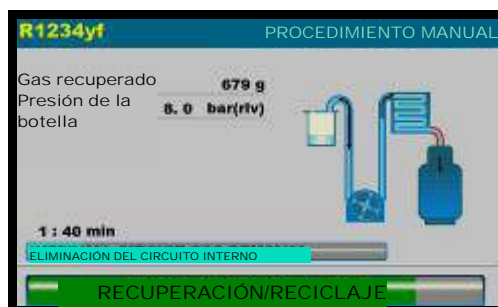 R1234yf PROCEDIMIENTO MANUAL
Gas recuperado 679 g
Presión de la botella 8.0 bar(rlv)
1:40 min
ELIMINACIÓN DEL CIRCUITO INTERNO
RECUPERACIÓN/RECICLAJE